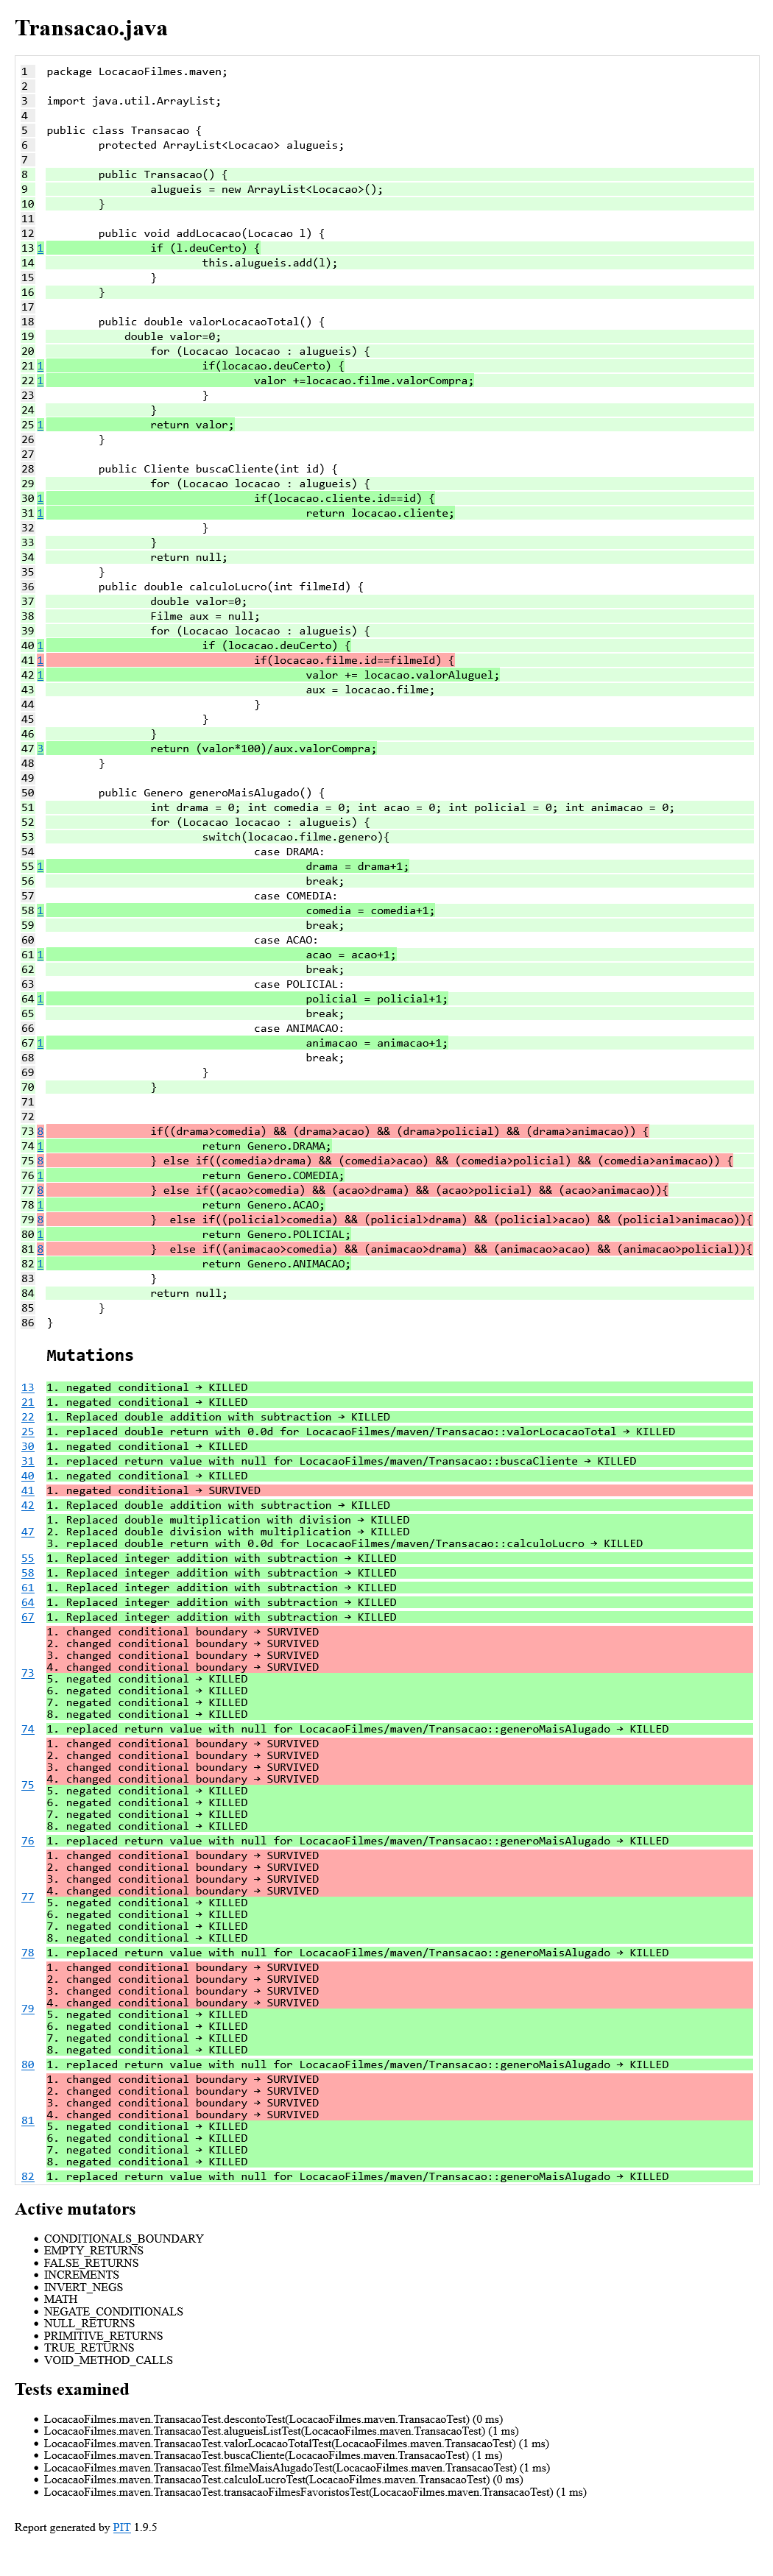 Transacao.java
1 package LocacaoFilmes.maven;
2
3 import java.util.ArrayList;
4
5 public class Transacao {
6 protected ArrayList<Locacao> alugueis;
7
8 public Transacao() {
9 alugueis = new ArrayList<Locacao>();
10 }
11
12 public void addLocacao(Locacao l) {
13 1 if (l.deuCerto) {
14 this.alugueis.add(l);
15 }
16 }
17
18 public double valorLocacaoTotal() {
19 double valor=0;
20 for (Locacao locacao : alugueis) {
21 1 if(locacao.deuCerto) {
22 1 valor +=locacao.filme.valorCompra;
23 }
24 }
25 1 return valor;
26 }
27
28 public Cliente buscaCliente(int id) {
29 for (Locacao locacao : alugueis) {
30 1 if(locacao.cliente.id==id) {
31 1 return locacao.cliente;
32 }
33 }
34 return null;
35 }
36 public double calculoLucro(int filmeId) {
37 double valor=0;
38 Filme aux = null;
39 for (Locacao locacao : alugueis) {
40 1 if (locacao.deuCerto) {
41 1 if(locacao.filme.id==filmeId) {
42 1 valor += locacao.valorAluguel;
43 aux = locacao.filme;
44 }
45 }
46 }
47 3 return (valor*100)/aux.valorCompra;
48 }
49
50 public Genero generoMaisAlugado() {
51 int drama = 0; int comedia = 0; int acao = 0; int policial = 0; int animacao = 0;
52 for (Locacao locacao : alugueis) {
53 switch(locacao.filme.genero){
54 case DRAMA:
55 1 drama = drama+1;
56 break;
57 case COMEDIA:
58 1 comedia = comedia+1;
59 break;
60 case ACAO:
61 1 acao = acao+1;
62 break;
63 case POLICIAL:
64 1 policial = policial+1;
65 break;
66 case ANIMACAO:
67 1 animacao = animacao+1;
68 break;
69 }
70 }
71
72
73 8 if((drama>comedia) && (drama>acao) && (drama>policial) && (drama>animacao)) {
74 1 return Genero.DRAMA;
75 8 } else if((comedia>drama) && (comedia>acao) && (comedia>policial) && (comedia>animacao)) {
76 1 return Genero.COMEDIA;
77 8 } else if((acao>comedia) && (acao>drama) && (acao>policial) && (acao>animacao)){
78 1 return Genero.ACAO;
79 8 } else if((policial>comedia) && (policial>drama) && (policial>acao) && (policial>animacao)){
80 1 return Genero.POLICIAL;
81 8 } else if((animacao>comedia) && (animacao>drama) && (animacao>acao) && (animacao>policial)){
82 1 return Genero.ANIMACAO;
83 }
84 return null;
85 }
86 }
Mutations
13 1. negated conditional → KILLED
21 1. negated conditional → KILLED
22 1. Replaced double addition with subtraction → KILLED
25 1. replaced double return with 0.0d for LocacaoFilmes/maven/Transacao::valorLocacaoTotal → KILLED
30 1. negated conditional → KILLED
31 1. replaced return value with null for LocacaoFilmes/maven/Transacao::buscaCliente → KILLED
40 1. negated conditional → KILLED
41 1. negated conditional → SURVIVED
42 1. Replaced double addition with subtraction → KILLED
1. Replaced double multiplication with division → KILLED
47 2. Replaced double division with multiplication → KILLED
3. replaced double return with 0.0d for LocacaoFilmes/maven/Transacao::calculoLucro → KILLED
55 1. Replaced integer addition with subtraction → KILLED
58 1. Replaced integer addition with subtraction → KILLED
61 1. Replaced integer addition with subtraction → KILLED
64 1. Replaced integer addition with subtraction → KILLED
67 1. Replaced integer addition with subtraction → KILLED
73
1. changed conditional boundary → SURVIVED
2. changed conditional boundary → SURVIVED
3. changed conditional boundary → SURVIVED
4. changed conditional boundary → SURVIVED
5. negated conditional → KILLED
6. negated conditional → KILLED
7. negated conditional → KILLED
8. negated conditional → KILLED
74 1. replaced return value with null for LocacaoFilmes/maven/Transacao::generoMaisAlugado → KILLED
75
1. changed conditional boundary → SURVIVED
2. changed conditional boundary → SURVIVED
3. changed conditional boundary → SURVIVED
4. changed conditional boundary → SURVIVED
5. negated conditional → KILLED
6. negated conditional → KILLED
7. negated conditional → KILLED
8. negated conditional → KILLED
76 1. replaced return value with null for LocacaoFilmes/maven/Transacao::generoMaisAlugado → KILLED
77
1. changed conditional boundary → SURVIVED
2. changed conditional boundary → SURVIVED
3. changed conditional boundary → SURVIVED
4. changed conditional boundary → SURVIVED
5. negated conditional → KILLED
6. negated conditional → KILLED
7. negated conditional → KILLED
8. negated conditional → KILLED
78 1. replaced return value with null for LocacaoFilmes/maven/Transacao::generoMaisAlugado → KILLED
79
1. changed conditional boundary → SURVIVED
2. changed conditional boundary → SURVIVED
3. changed conditional boundary → SURVIVED
4. changed conditional boundary → SURVIVED
5. negated conditional → KILLED
6. negated conditional → KILLED
7. negated conditional → KILLED
8. negated conditional → KILLED
80 1. replaced return value with null for LocacaoFilmes/maven/Transacao::generoMaisAlugado → KILLED
81
1. changed conditional boundary → SURVIVED
2. changed conditional boundary → SURVIVED
3. changed conditional boundary → SURVIVED
4. changed conditional boundary → SURVIVED
5. negated conditional → KILLED
6. negated conditional → KILLED
7. negated conditional → KILLED
8. negated conditional → KILLED
82 1. replaced return value with null for LocacaoFilmes/maven/Transacao::generoMaisAlugado → KILLED
Active mutators
• CONDITIONALS_BOUNDARY
• EMPTY_RETURNS
• FALSE_RETURNS
• INCREMENTS
• INVERT_NEGS
• MATH
• NEGATE_CONDITIONALS
• NULL_RETURNS
• PRIMITIVE_RETURNS
• TRUE_RETURNS
• VOID_METHOD_CALLS
Tests examined
• LocacaoFilmes.maven.TransacaoTest.descontoTest(LocacaoFilmes.maven.TransacaoTest) (0 ms)
• LocacaoFilmes.maven.TransacaoTest.alugueisListTest(LocacaoFilmes.maven.TransacaoTest) (1 ms)
• LocacaoFilmes.maven.TransacaoTest.valorLocacaoTotalTest(LocacaoFilmes.maven.TransacaoTest) (1 ms)
• LocacaoFilmes.maven.TransacaoTest.buscaCliente(LocacaoFilmes.maven.TransacaoTest) (1 ms)
• LocacaoFilmes.maven.TransacaoTest.filmeMaisAlugadoTest(LocacaoFilmes.maven.TransacaoTest) (1 ms)
• LocacaoFilmes.maven.TransacaoTest.calculoLucroTest(LocacaoFilmes.maven.TransacaoTest) (0 ms)
• LocacaoFilmes.maven.TransacaoTest.transacaoFilmesFavoristosTest(LocacaoFilmes.maven.TransacaoTest) (1 ms)
Report generated by PIT 1.9.5